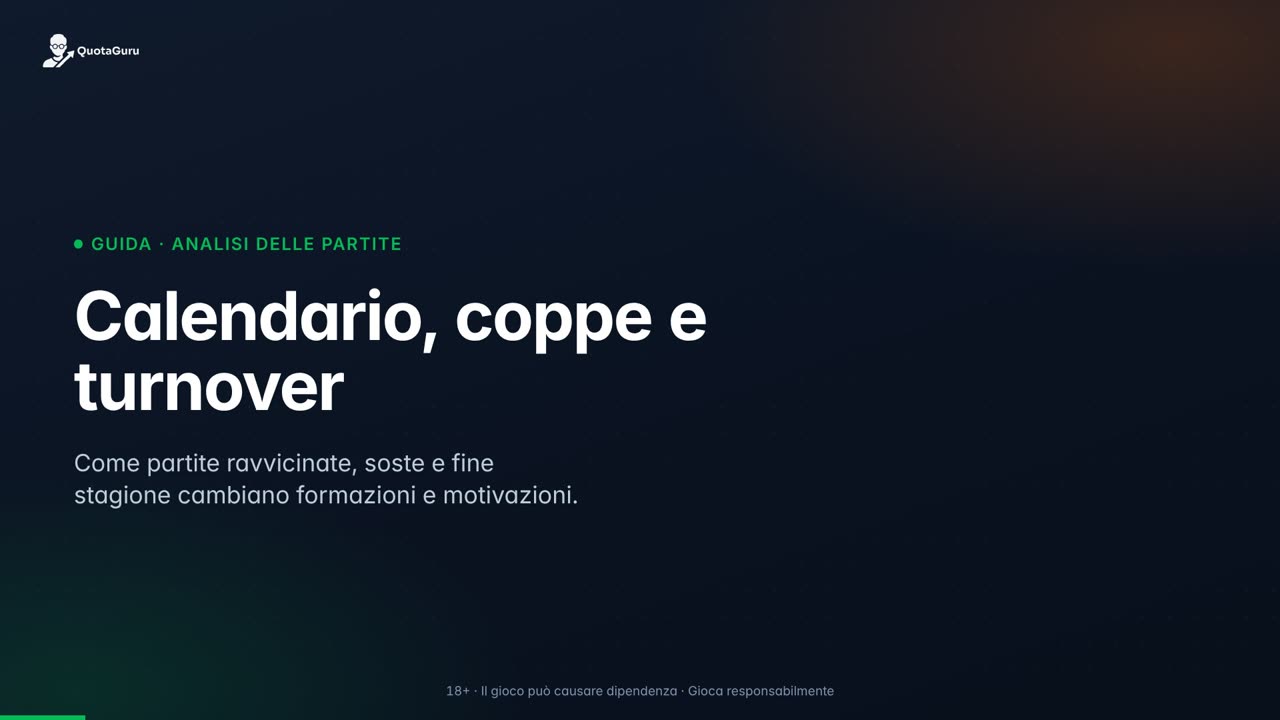 QuotaGuru
GUIDA · ANALISI DELLE PARTITE
Calendario, coppe e
turnover
Come partite ravvicinate, soste e fine
stagione cambiano formazioni e motivazioni.
18+ · Il gioco può causare dipendenza · Gioca responsabilmente